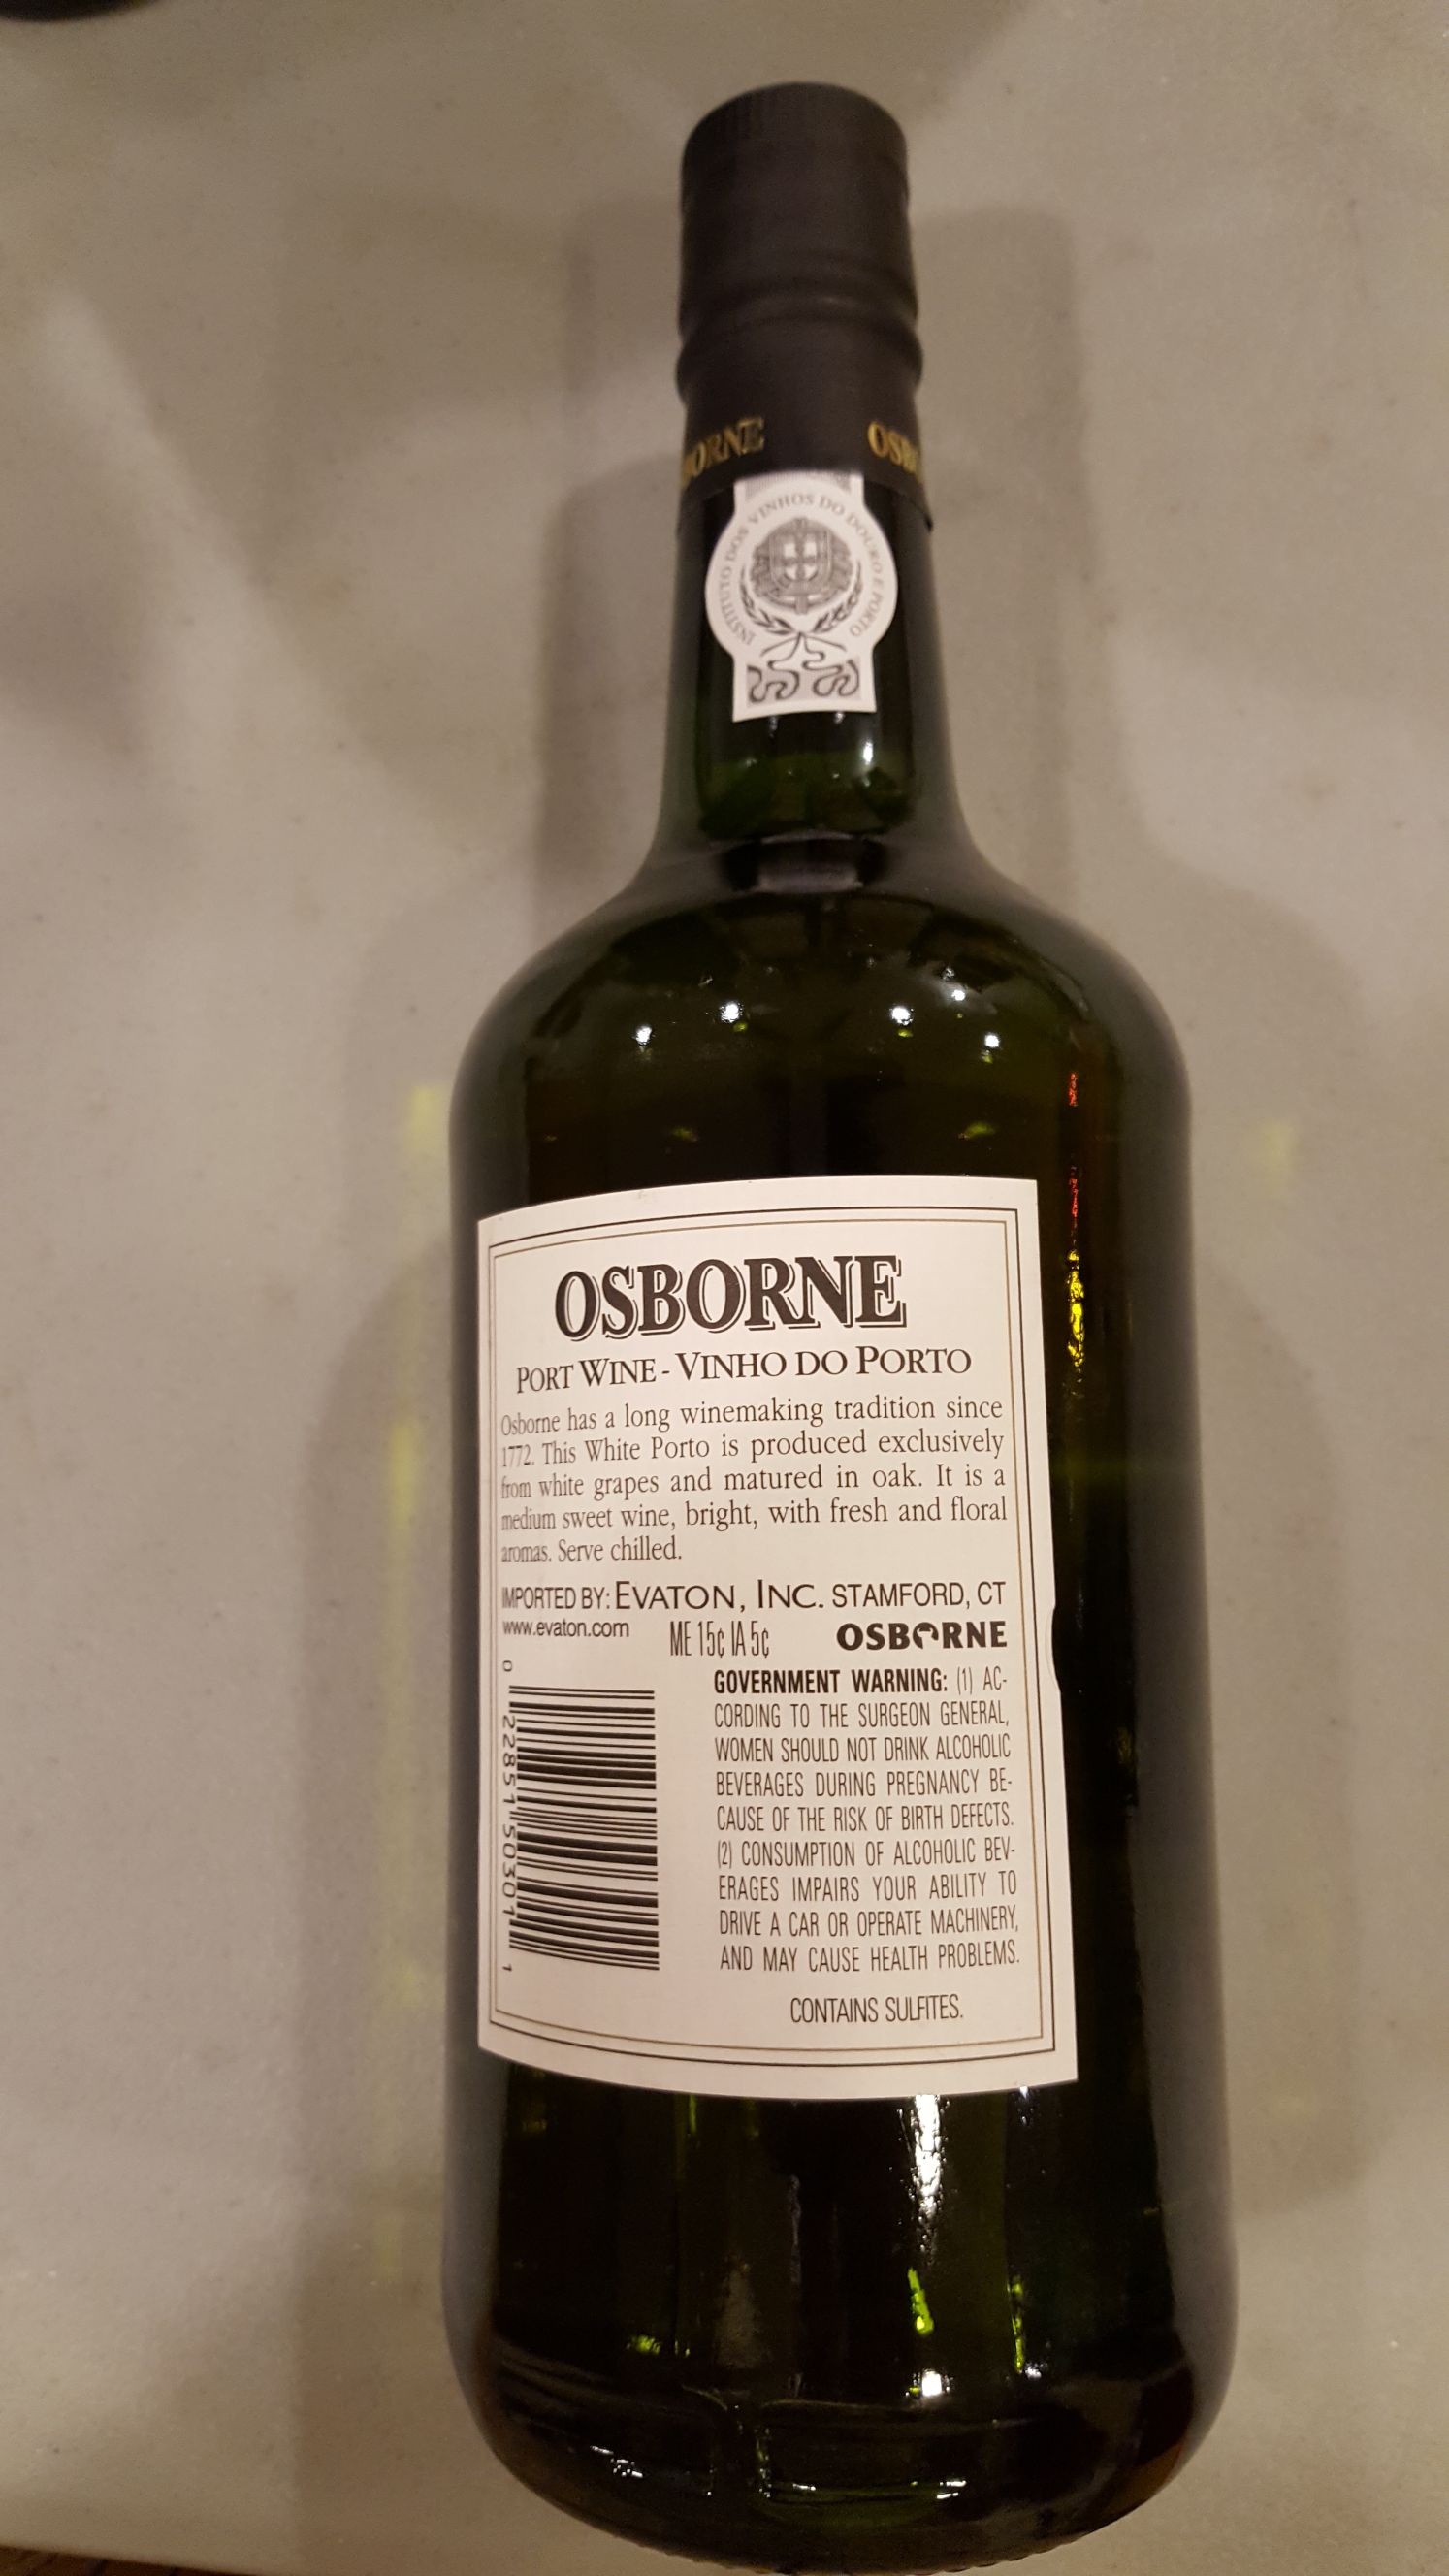 ORNE OSB
INSTITUTO DOS VINHOS DO DOURO E PORTO
OSBORNE
PORT WINE - VINHO DO PORTO
Osborne has a long winemaking tradition since
1772. This White Porto is produced exclusively
from white grapes and matured in oak. It is a
medium sweet wine, bright, with fresh and floral
aromas. Serve chilled.
IMPORTED BY: EVATON, INC. STAMFORD, CT
www.evaton.com ME 15¢ IA 5¢ OSBORNE
GOVERNMENT WARNING: (1) AC-
CORDING TO THE SURGEON GENERAL,
WOMEN SHOULD NOT DRINK ALCOHOLIC
BEVERAGES DURING PREGNANCY BE-
CAUSE OF THE RISK OF BIRTH DEFECTS.
(2) CONSUMPTION OF ALCOHOLIC BEV-
ERAGES IMPAIRS YOUR ABILITY TO
DRIVE A CAR OR OPERATE MACHINERY,
AND MAY CAUSE HEALTH PROBLEMS.
CONTAINS SULFITES.
0 22851 50301 1